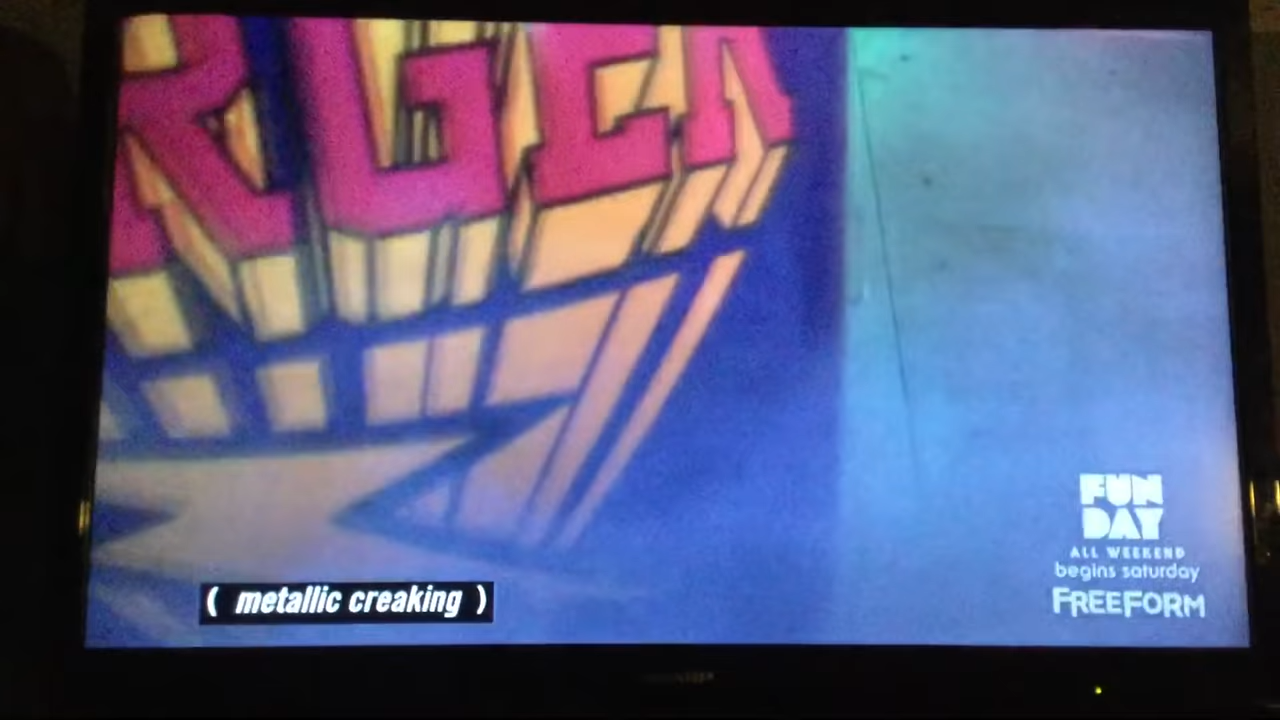 RGER
( metallic creaking )
FUN
DAY
ALL WEEKEND
begins saturday
FREEFORM